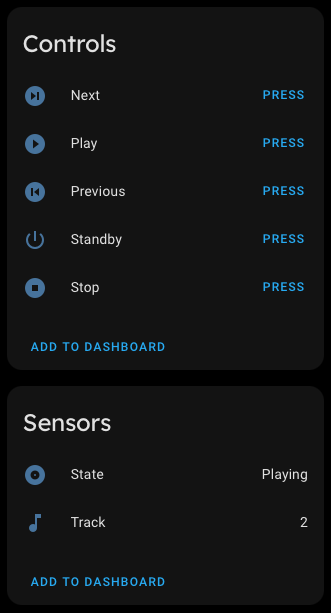 Controls
Next PRESS
Play PRESS
Previous PRESS
Standby PRESS
Stop PRESS
ADD TO DASHBOARD
Sensors
State Playing
Track 2
ADD TO DASHBOARD